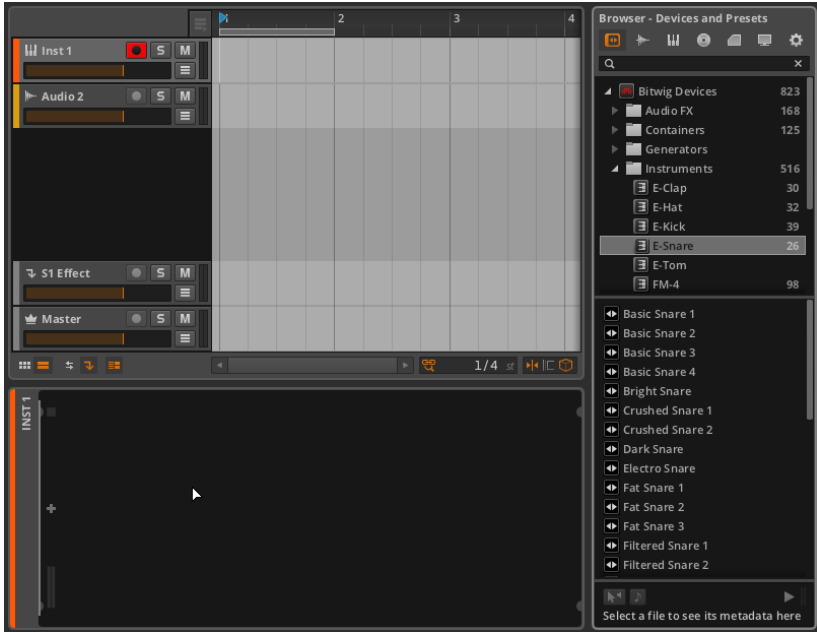 Browser - Devices and Presets
2 3 4
Inst 1 S M
Audio 2 S M
S1 Effect S M
Master S M
1/4 st
INST 1
Bitwig Devices 823
Audio FX 168
Containers 125
Generators
Instruments 516
E-Clap 30
E-Hat 32
E-Kick 39
E-Snare 26
E-Tom
FM-4 98
Basic Snare 1
Basic Snare 2
Basic Snare 3
Basic Snare 4
Bright Snare
Crushed Snare 1
Crushed Snare 2
Dark Snare
Electro Snare
Fat Snare 1
Fat Snare 2
Fat Snare 3
Filtered Snare 1
Filtered Snare 2
Select a file to see its metadata here